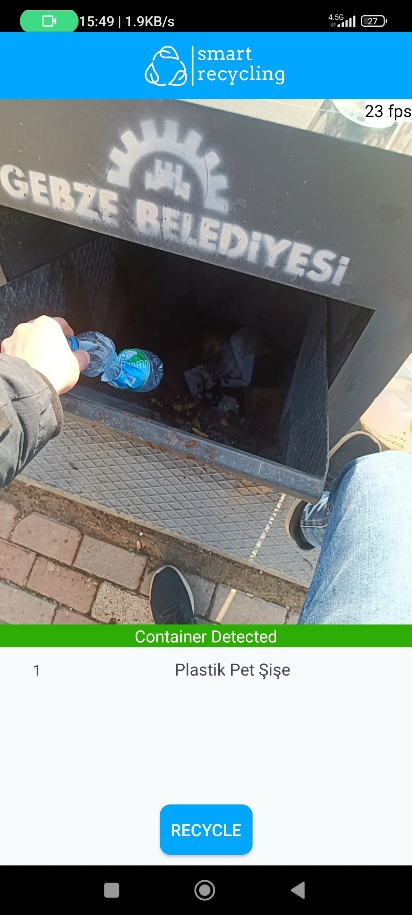 15:49 | 1.9KB/s
4.5G
27
smart
recycling
23 fps
GEBZE BELEDİYESİ
Container Detected
1
Plastik Pet Şişe
RECYCLE